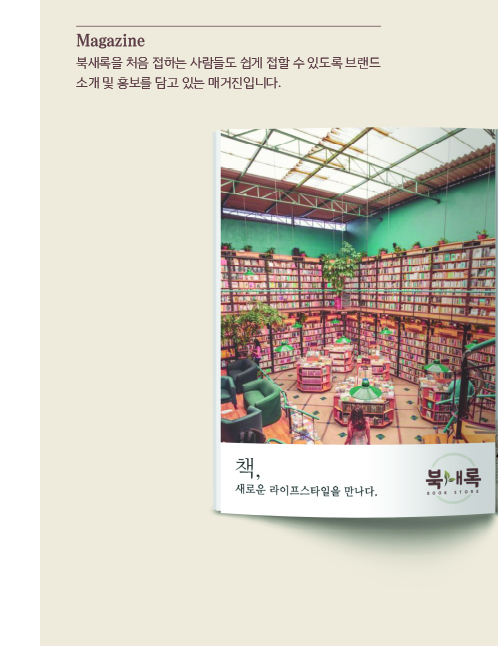 Magazine
북새록을 처음 접하는 사람들도 쉽게 접할 수 있도록 브랜드
소개 및 홍보를 담고 있는 매거진입니다.
책,
새로운 라이프스타일을 만나다.
북새록
BOOK STORE